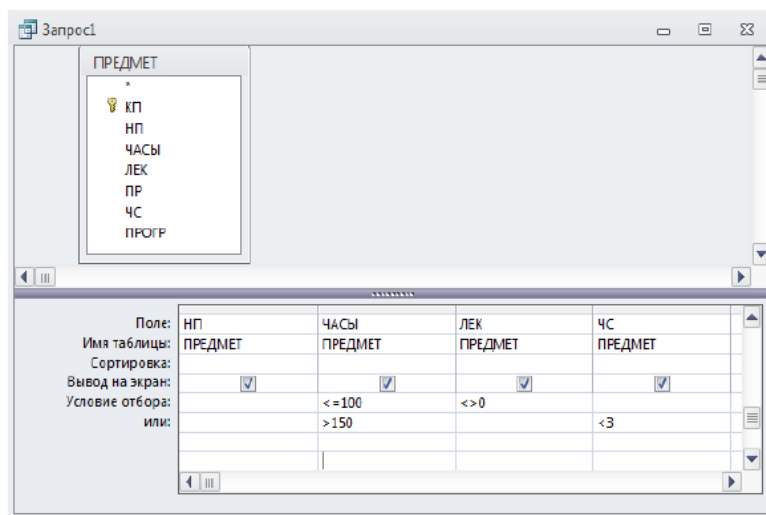 Запрос1
ПРЕДМЕТ
*
КП
НП
ЧАСЫ
ЛЕК
ПР
ЧС
ПРОГР
Поле: НП ЧАСЫ ЛЕК ЧС
Имя таблицы: ПРЕДМЕТ ПРЕДМЕТ ПРЕДМЕТ ПРЕДМЕТ
Сортировка:
Вывод на экран:
Условие отбора: <=100 <>0
или: >150 <3